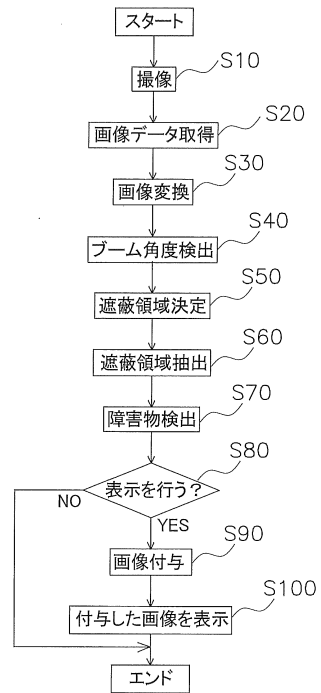 スタート
S10
撮像
S20
画像データ取得
S30
画像変換
S40
ブーム角度検出
S50
遮蔽領域決定
S60
遮蔽領域抽出
S70
障害物検出
S80
表示を行う?
NO
YES
S90
画像付与
S100
付与した画像を表示
エンド